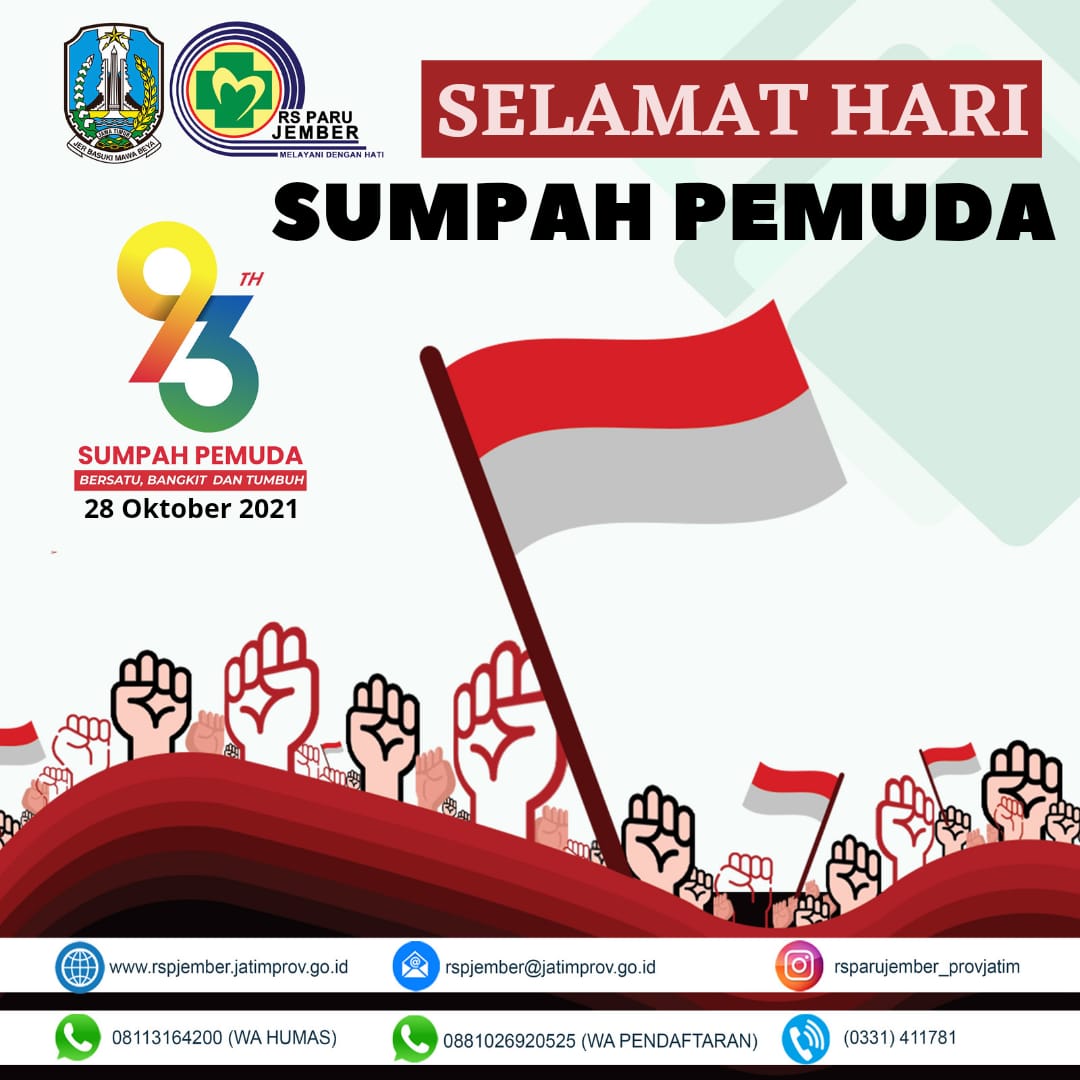 JAWA TIMUR
JER BASUKI MAWA BEYA
RS PARU
JEMBER
MELAYANI DENGAN HATI
SELAMAT HARI
SUMPAH PEMUDA
93 TH
SUMPAH PEMUDA
BERSATU, BANGKIT DAN TUMBUH
28 Oktober 2021
www.rspjember.jatimprov.go.id
rspjember@jatimprov.go.id
rsparujember_provjatim
08113164200 (WA HUMAS)
0881026920525 (WA PENDAFTARAN)
(0331) 411781